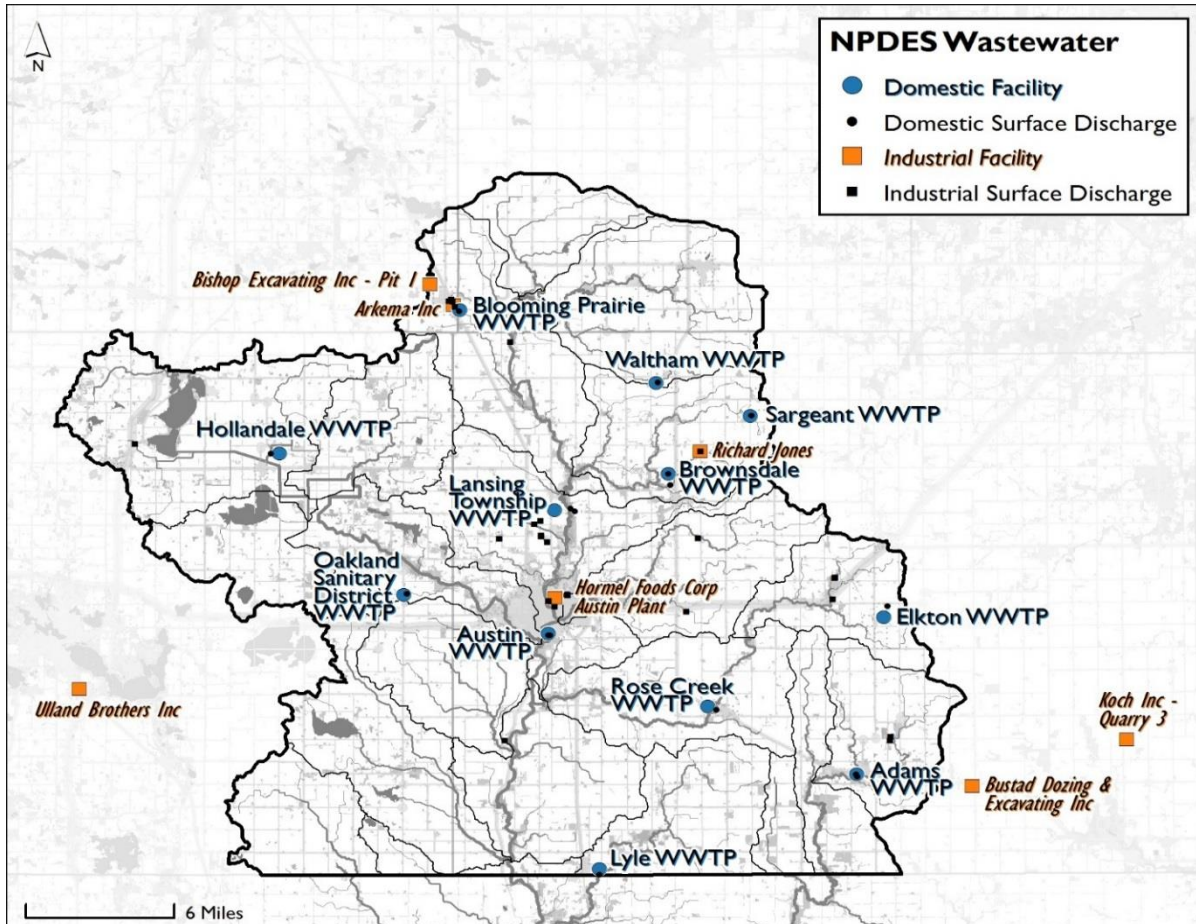 N
NPDES Wastewater
Domestic Facility
Domestic Surface Discharge
Industrial Facility
Industrial Surface Discharge
Bishop Excavating Inc - Pit 1
Arkema Inc
Blooming Prairie
WWTP
Waltham WWTP
Sargeant WWTP
Hollandale WWTP
Richard Jones
Brownsdale
WWTP
Lansing
Township
WWTP
Oakland
Sanitary
District
WWTP
Hormel Foods Corp
Austin Plant
Elkton WWTP
Austin
WWTP
Ulland Brothers Inc
Rose Creek
WWTP
Koch Inc -
Quarry 3
Adams
WWTP
Bustad Dozing &
Excavating Inc
Lyle WWTP
6 Miles